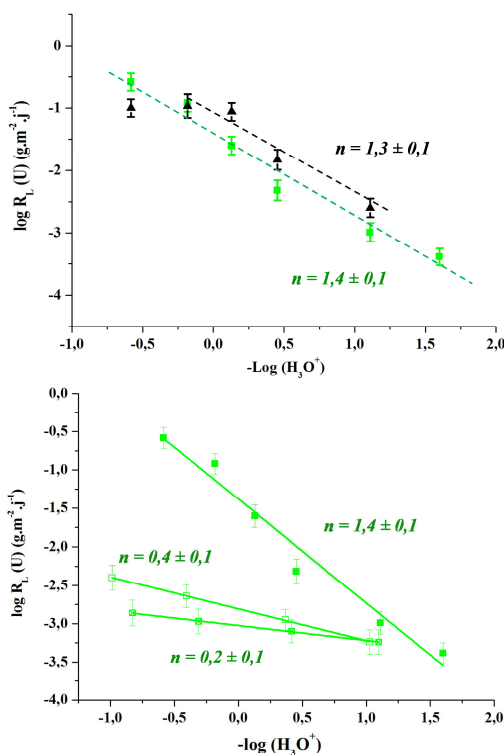 0
-1
-2
-3
-4
log R_L (U) (g.m⁻².j⁻¹)
n = 1,3 ± 0,1
n = 1,4 ± 0,1
-1,0 -0,5 0,0 0,5 1,0 1,5 2,0
-Log (H₃O⁺)
0,0
-0,5
-1,0
-1,5
-2,0
-2,5
-3,0
-3,5
-4,0
log R_L (U) (g.m⁻².j⁻¹)
n = 1,4 ± 0,1
n = 0,4 ± 0,1
n = 0,2 ± 0,1
-1,0 -0,5 0,0 0,5 1,0 1,5 2,0
-log (H₃O⁺)